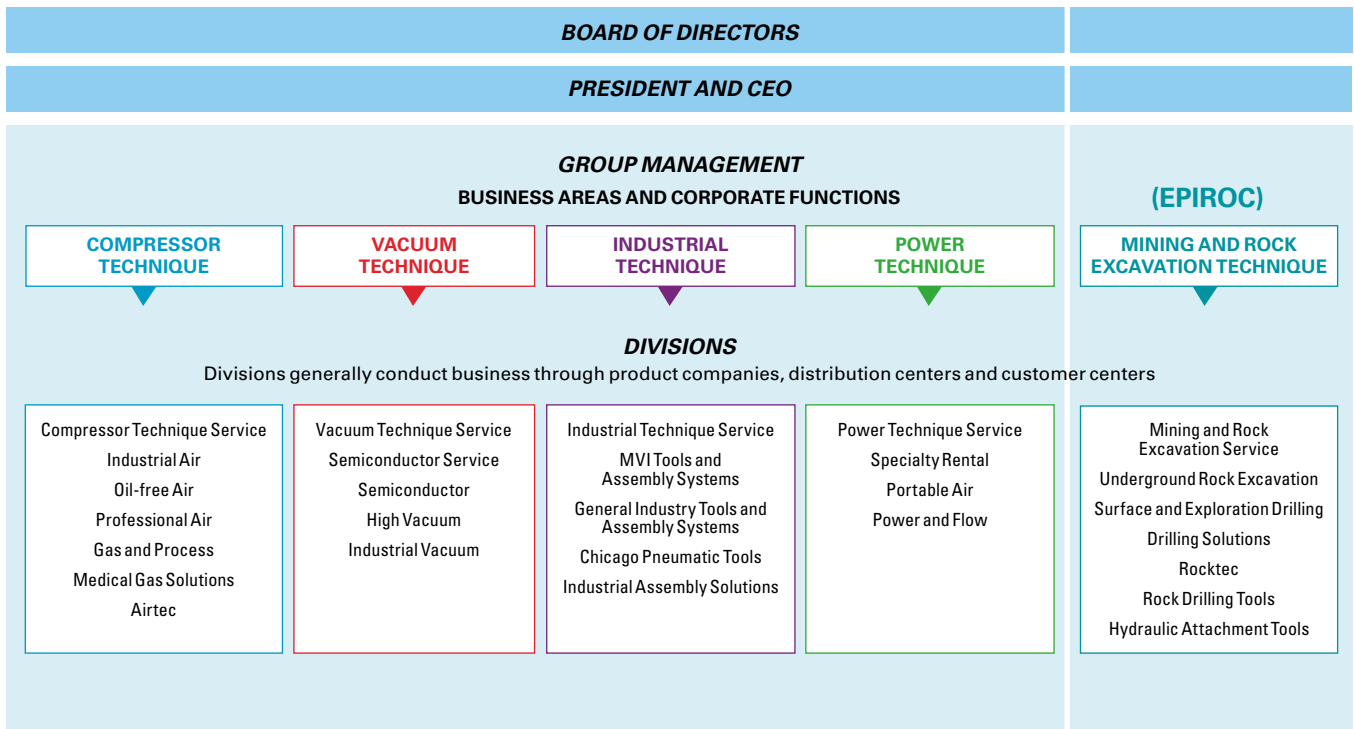 BOARD OF DIRECTORS
PRESIDENT AND CEO
GROUP MANAGEMENT
BUSINESS AREAS AND CORPORATE FUNCTIONS
(EPIROC)
COMPRESSOR
TECHNIQUE
VACUUM
TECHNIQUE
INDUSTRIAL
TECHNIQUE
POWER
TECHNIQUE
MINING AND ROCK
EXCAVATION TECHNIQUE
DIVISIONS
Divisions generally conduct business through product companies, distribution centers and customer centers
Compressor Technique Service
Industrial Air
Oil-free Air
Professional Air
Gas and Process
Medical Gas Solutions
Airtec
Vacuum Technique Service
Semiconductor Service
Semiconductor
High Vacuum
Industrial Vacuum
Industrial Technique Service
MVI Tools and
Assembly Systems
General Industry Tools and
Assembly Systems
Chicago Pneumatic Tools
Industrial Assembly Solutions
Power Technique Service
Specialty Rental
Portable Air
Power and Flow
Mining and Rock
Excavation Service
Underground Rock Excavation
Surface and Exploration Drilling
Drilling Solutions
Rocktec
Rock Drilling Tools
Hydraulic Attachment Tools